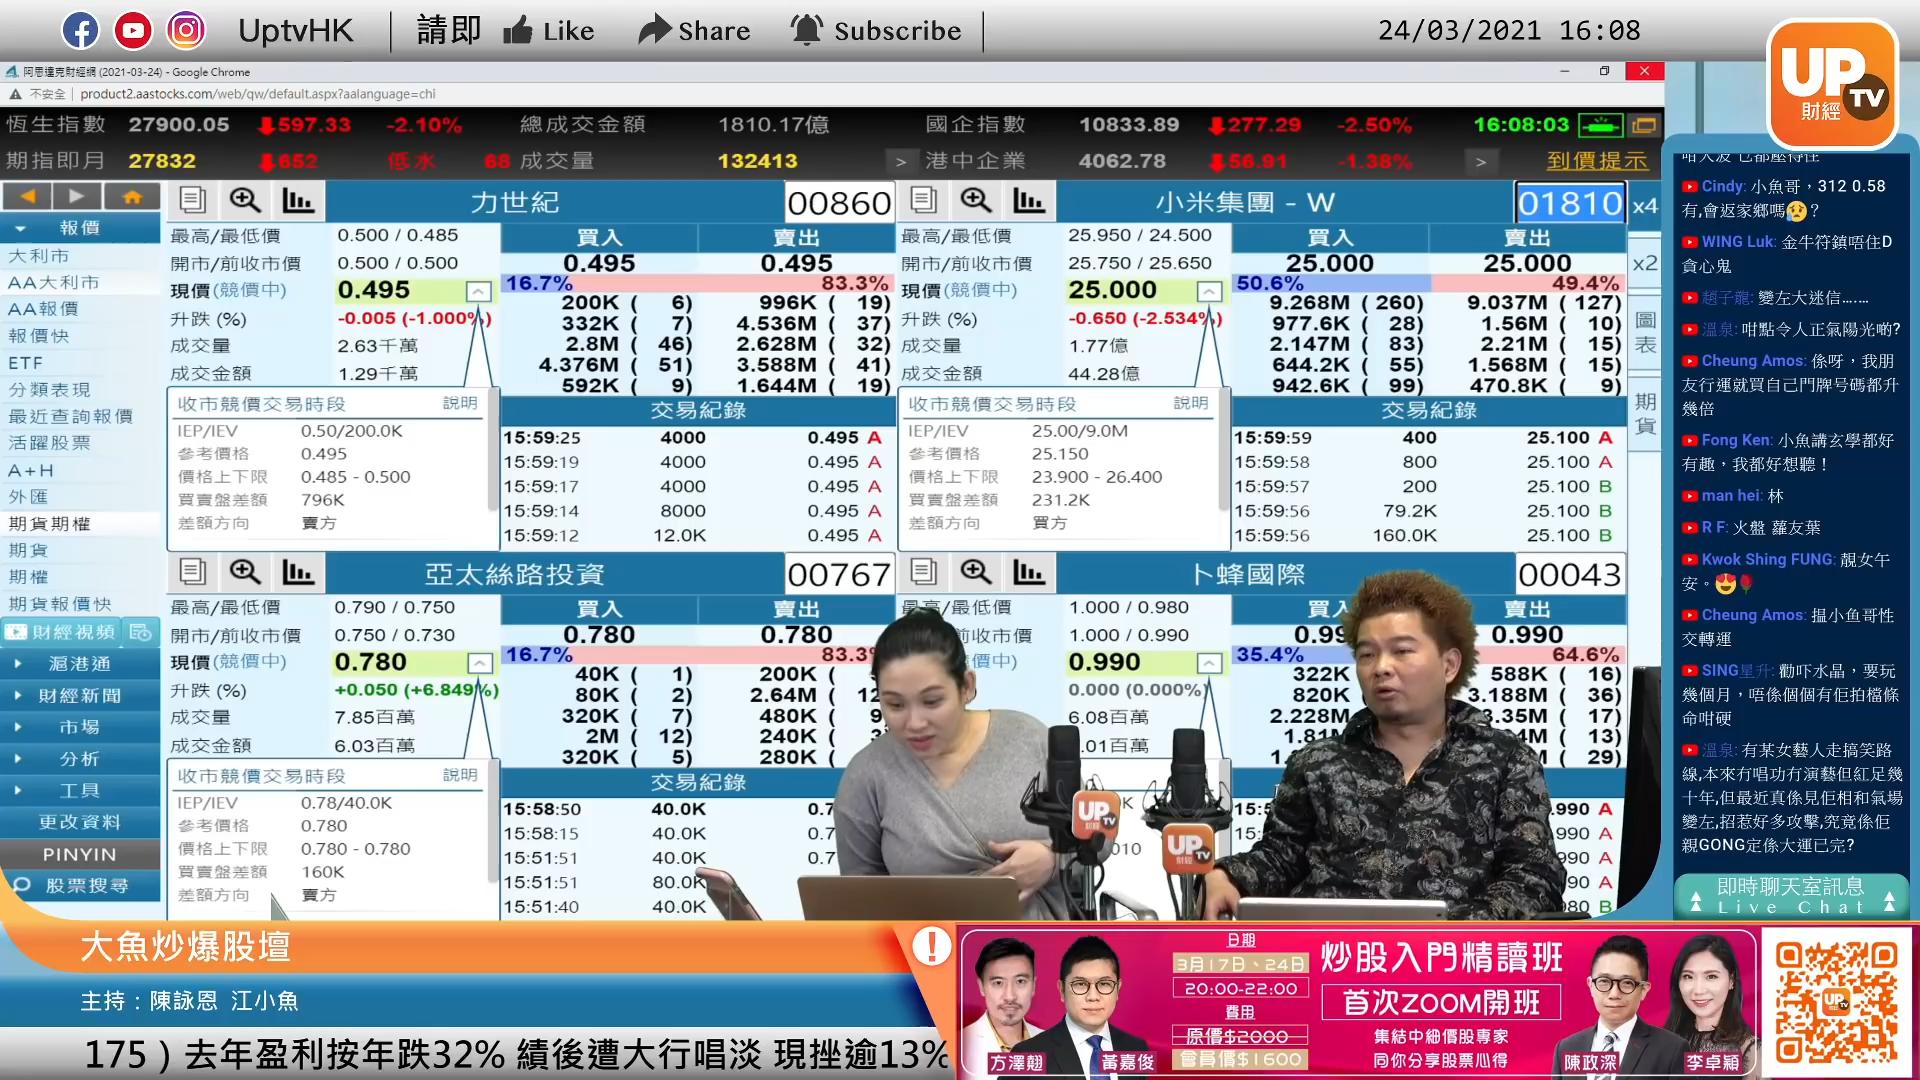 UptvHK
請即
Like
Share
Subscribe
24/03/2021 16:08
UP TV
財經
阿思達克財經網 (2021-03-24) - Google Chrome
不安全 | product2.aastocks.com/web/qw/default.aspx?aalanguage=chi
恆生指數 27900.05 597.33 -2.10% 總成交金額 1810.17億 國企指數 10833.89 277.29 -2.50% 16:08:03
期指即月 27832 652 低水 68 成交量 132413 > 港中企業 4062.78 56.91 -1.38% > 到價提示
報價
大利市
AA大利市
AA報價
報價快
ETF
分類表現
最近查詢報價
活躍股票
A+H
外匯
期貨期權
期貨
期權
期貨報價快
財經視頻
滬港通
財經新聞
市場
分析
工具
更改資料
PINYIN
股票搜尋
力世紀 00860
最高/最低價 0.500 / 0.485
開市/前收市價 0.500 / 0.500
現價(競價中) 0.495
升跌 (%) -0.005 (-1.000%)
成交量 2.63千萬
成交金額 1.29千萬
收市競價交易時段 說明
IEP/IEV 0.50/200.0K
參考價格 0.495
價格上下限 0.485 - 0.500
買賣盤差額 796K
差額方向 賣方
買入 賣出
0.495 0.495
16.7% 83.3%
200K ( 6) 996K ( 19)
332K ( 7) 4.536M ( 37)
2.8M ( 46) 2.628M ( 32)
4.376M ( 51) 3.588M ( 41)
592K ( 9) 1.644M ( 19)
交易紀錄
15:59:25 4000 0.495 A
15:59:19 4000 0.495 A
15:59:17 4000 0.495 A
15:59:14 8000 0.495 A
15:59:12 12.0K 0.495 A
小米集團 - W 01810
最高/最低價 25.950 / 24.500
開市/前收市價 25.750 / 25.650
現價(競價中) 25.000
升跌 (%) -0.650 (-2.534%)
成交量 1.77億
成交金額 44.28億
收市競價交易時段 說明
IEP/IEV 25.00/9.0M
參考價格 25.150
價格上下限 23.900 - 26.400
買賣盤差額 231.2K
差額方向 買方
買入 賣出
25.000 25.000
50.6% 49.4%
9.268M ( 260) 9.037M ( 127)
977.6K ( 28) 1.56M ( 10)
2.147M ( 83) 2.21M ( 15)
644.2K ( 55) 1.568M ( 15)
942.6K ( 99) 470.8K ( 9)
交易紀錄
15:59:59 400 25.100 A
15:59:58 800 25.100 A
15:59:57 200 25.100 B
15:59:56 79.2K 25.100 B
15:59:56 160.0K 25.100 B
x4
x2
圖表
期貨
亞太絲路投資 00767
最高/最低價 0.790 / 0.750
開市/前收市價 0.750 / 0.730
現價(競價中) 0.780
升跌 (%) +0.050 (+6.849%)
成交量 7.85百萬
成交金額 6.03百萬
收市競價交易時段 說明
IEP/IEV 0.78/40.0K
參考價格 0.780
價格上下限 0.780 - 0.780
買賣盤差額 160K
差額方向 賣方
買入 賣出
0.780 0.780
16.7% 83.3%
40K ( 1) 200K (
80K ( 2) 2.64M ( 12
320K ( 7) 480K ( 9
2M ( 12) 240K (
320K ( 5) 280K (
交易紀錄
15:58:50 40.0K 0.7
15:58:15 40.0K 0.7
15:51:51 40.0K 0.7
15:51:51 80.0K
15:51:40 40.0K
卜蜂國際 00043
最高/最低價 1.000 / 0.980
前收市價 1.000 / 0.990
競價中) 0.990
0.000 (0.000%)
6.08百萬
.01百萬
買入 賣出
0.99 0.990
35.4% 64.6%
322K 588K ( 16)
820K 3.188M ( 36)
2.228M 3.35M ( 17)
1.81M 4M ( 13)
29)
990 A
990 A
990 A
90 A
980 B
UP TV
財經
UP TV
財經
Cindy: 小魚哥，312 0.58
有,會返家鄉嗎😥？
WING Luk: 金牛符鎮唔住D
貪心鬼
趙子龍: 變左大迷信......
溫泉: 咁點令人正氣陽光啲?
Cheung Amos: 係呀，我朋
友行運就買自己門牌号碼都升
幾倍
Fong Ken: 小魚講玄學都好
有趣，我都好想聽！
man hei: 林
R F: 火盤 蘿友葉
Kwok Shing FUNG: 靚女午
安。😍🌹
Cheung Amos: 揾小鱼哥性
交轉運
SING星升: 勸吓水晶，要玩
幾個月，唔係個個有佢拍檔條
命咁硬
溫泉: 有某女藝人走搞笑路
線,本來冇唱功冇演藝但紅足幾
十年,但最近真係見佢相和氣場
變左,招惹好多攻擊,究竟係佢
親GONG定係大運已完?
即時聊天室訊息
Live Chat
大魚炒爆股壇
主持：陳詠恩 江小魚
175 ) 去年盈利按年跌32% 績後遭大行唱淡 現挫逾13%
方澤翹
黃嘉俊
日期
3月17日、24日
20:00-22:00
費用
原價$2000
會員價$1600
炒股入門精讀班
首次ZOOM開班
集結中細價股專家
同你分享股票心得
陳政深
李卓穎
UP TV